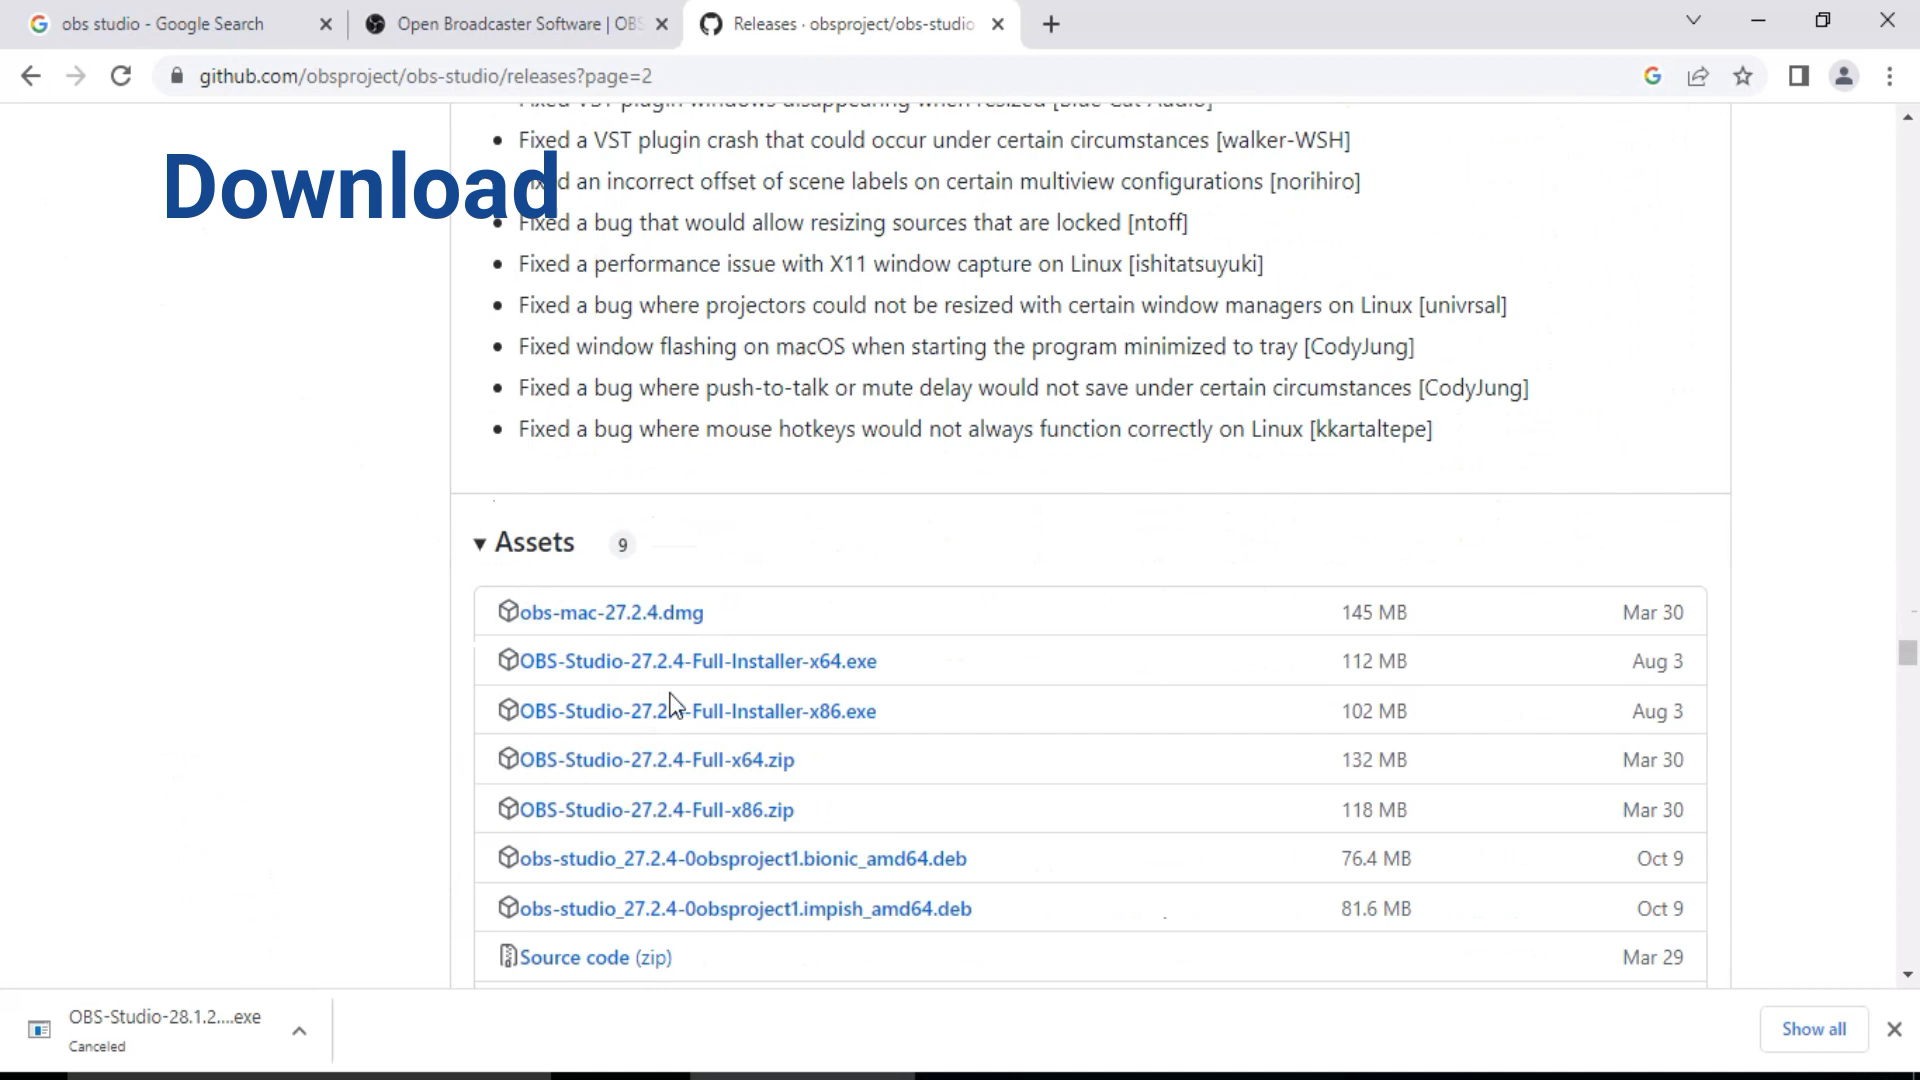 obs studio - Google Search
Open Broadcaster Software | OBS
Releases · obsproject/obs-studio
github.com/obsproject/obs-studio/releases?page=2
Fixed VST plugin windows disappearing when resized [Blue Cat Audio]
Fixed a VST plugin crash that could occur under certain circumstances [walker-WSH]
Download
Fixed an incorrect offset of scene labels on certain multiview configurations [norihiro]
Fixed a bug that would allow resizing sources that are locked [ntoff]
Fixed a performance issue with X11 window capture on Linux [ishitatsuyuki]
Fixed a bug where projectors could not be resized with certain window managers on Linux [univrsal]
Fixed window flashing on macOS when starting the program minimized to tray [CodyJung]
Fixed a bug where push-to-talk or mute delay would not save under certain circumstances [CodyJung]
Fixed a bug where mouse hotkeys would not always function correctly on Linux [kkartaltepe]
Assets 9
obs-mac-27.2.4.dmg 145 MB Mar 30
OBS-Studio-27.2.4-Full-Installer-x64.exe 112 MB Aug 3
OBS-Studio-27.2.4-Full-Installer-x86.exe 102 MB Aug 3
OBS-Studio-27.2.4-Full-x64.zip 132 MB Mar 30
OBS-Studio-27.2.4-Full-x86.zip 118 MB Mar 30
obs-studio_27.2.4-0obsproject1.bionic_amd64.deb 76.4 MB Oct 9
obs-studio_27.2.4-0obsproject1.impish_amd64.deb 81.6 MB Oct 9
Source code (zip) Mar 29
OBS-Studio-28.1.2....exe
Canceled
Show all